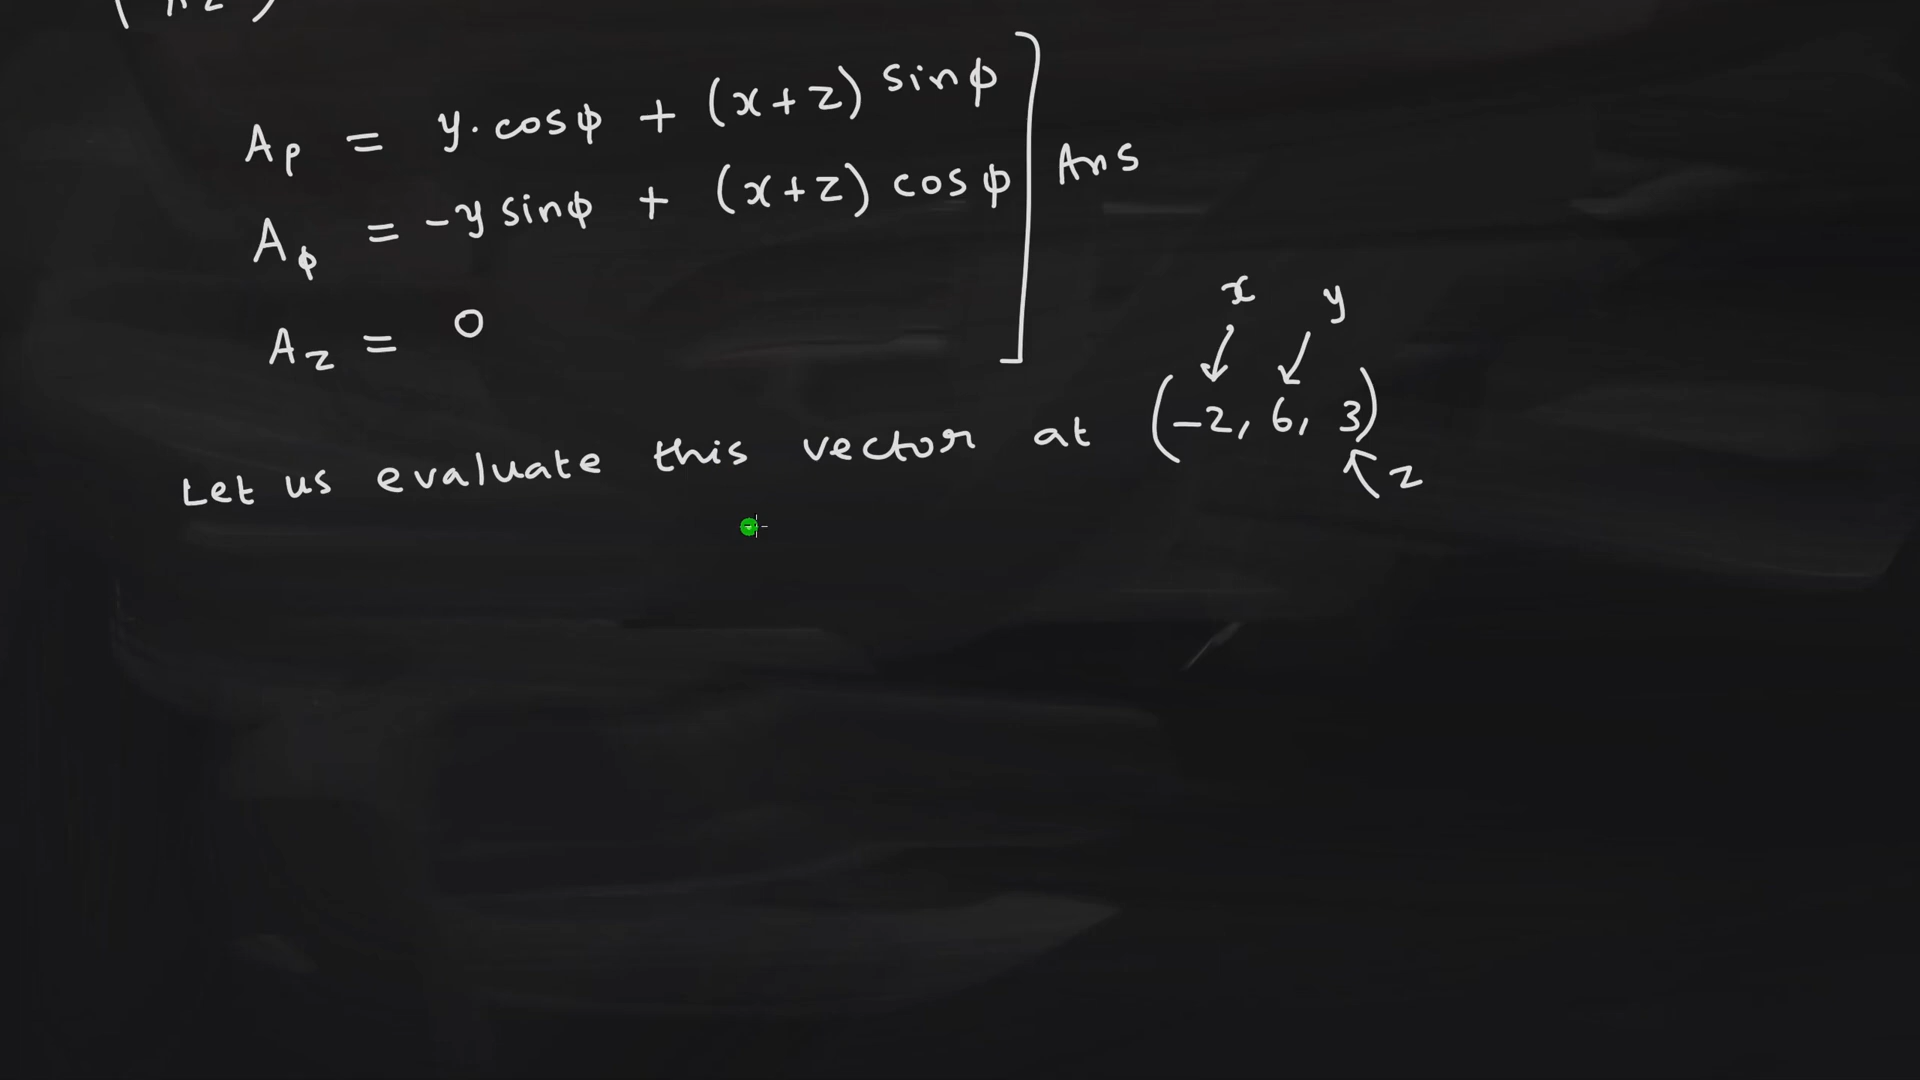 Aρ = y. cosϕ + (x+z) sinϕ
Aϕ = -y sinϕ + (x+z) cosϕ
Ans
Az = 0
x y
Let us evaluate this vector at (-2, 6, 3)
z